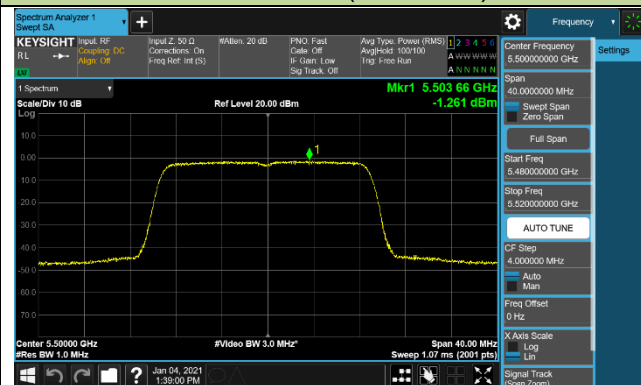 Spectrum Analyzer 1
Swept SA
+
Frequency
KEYSIGHT
RL
LV
Input: RF
Coupling: DC
Align: Off
Input Z: 50 Ω
Corrections: On
Freq Ref: Int (S)
#Atten: 20 dB
PNO: Fast
Gate: Off
IF Gain: Low
Sig Track: Off
Avg Type: Power (RMS)
Avg|Hold: 100/100
Trig: Free Run
1 2 3 4 5 6
A W W W W W
A N N N N N
1 Spectrum
Scale/Div 10 dB
Log
Ref Level 20.00 dBm
Mkr1 5.503 66 GHz
-1.261 dBm
10.0
0.00
-10.0
-20.0
-30.0
-40.0
-50.0
-60.0
-70.0
1
Center 5.50000 GHz
#Res BW 1.0 MHz
#Video BW 3.0 MHz*
Span 40.00 MHz
Sweep 1.07 ms (2001 pts)
Jan 04, 2021
1:39:00 PM
?
Center Frequency
5.500000000 GHz
Settings
Span
40.0000000 MHz
Swept Span
Zero Span
Full Span
Start Freq
5.480000000 GHz
Stop Freq
5.520000000 GHz
AUTO TUNE
CF Step
4.000000 MHz
Auto
Man
Freq Offset
0 Hz
X Axis Scale
Log
Lin
Signal Track
(Span Zoom)